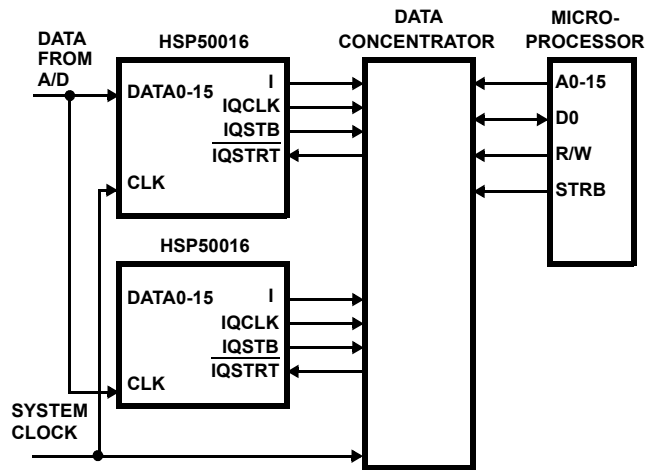 DATA
FROM
A/D
HSP50016
DATA0-15
I
IQCLK
IQSTB
IQSTRT
CLK
HSP50016
DATA0-15
I
IQCLK
IQSTB
IQSTRT
CLK
SYSTEM
CLOCK
DATA
CONCENTRATOR
MICRO-
PROCESSOR
A0-15
D0
R/W
STRB